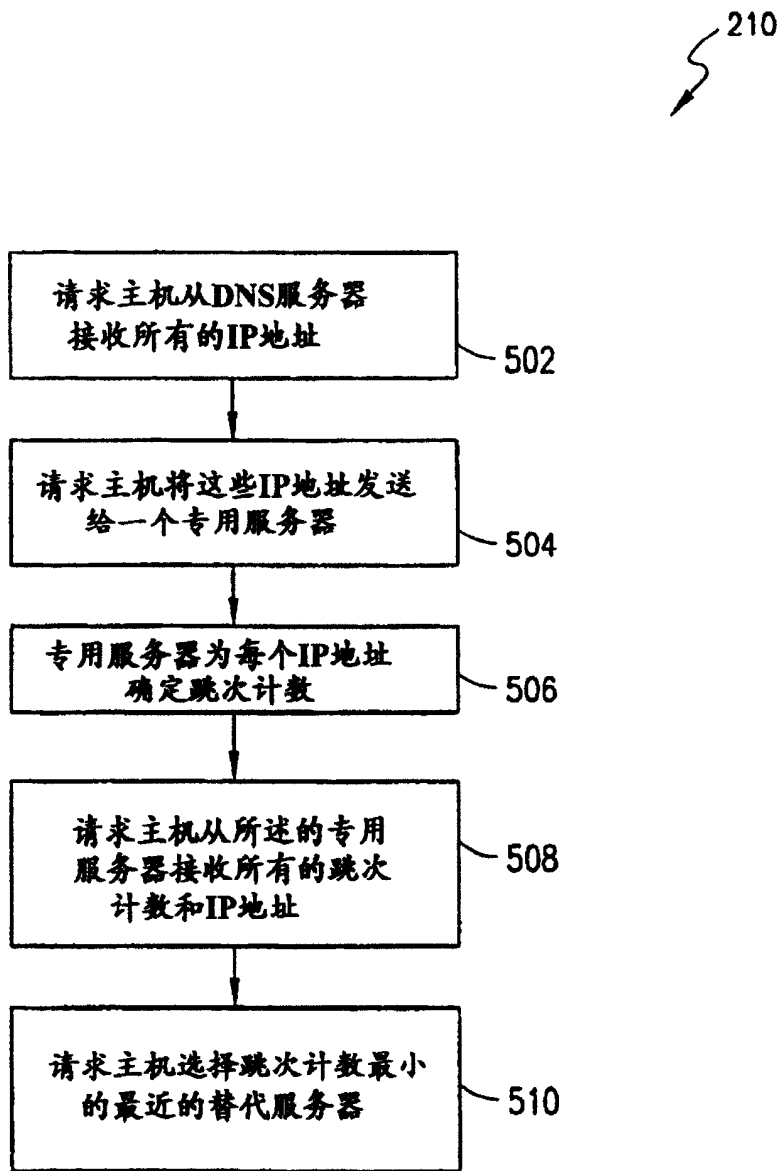 210
请求主机从DNS服务器
接收所有的IP地址
502
请求主机将这些IP地址发送
给一个专用服务器
504
专用服务器为每个IP地址
确定跳次计数
506
请求主机从所述的专用
服务器接收所有的跳次
计数和IP地址
508
请求主机选择跳次计数最小
的最近的替代服务器
510